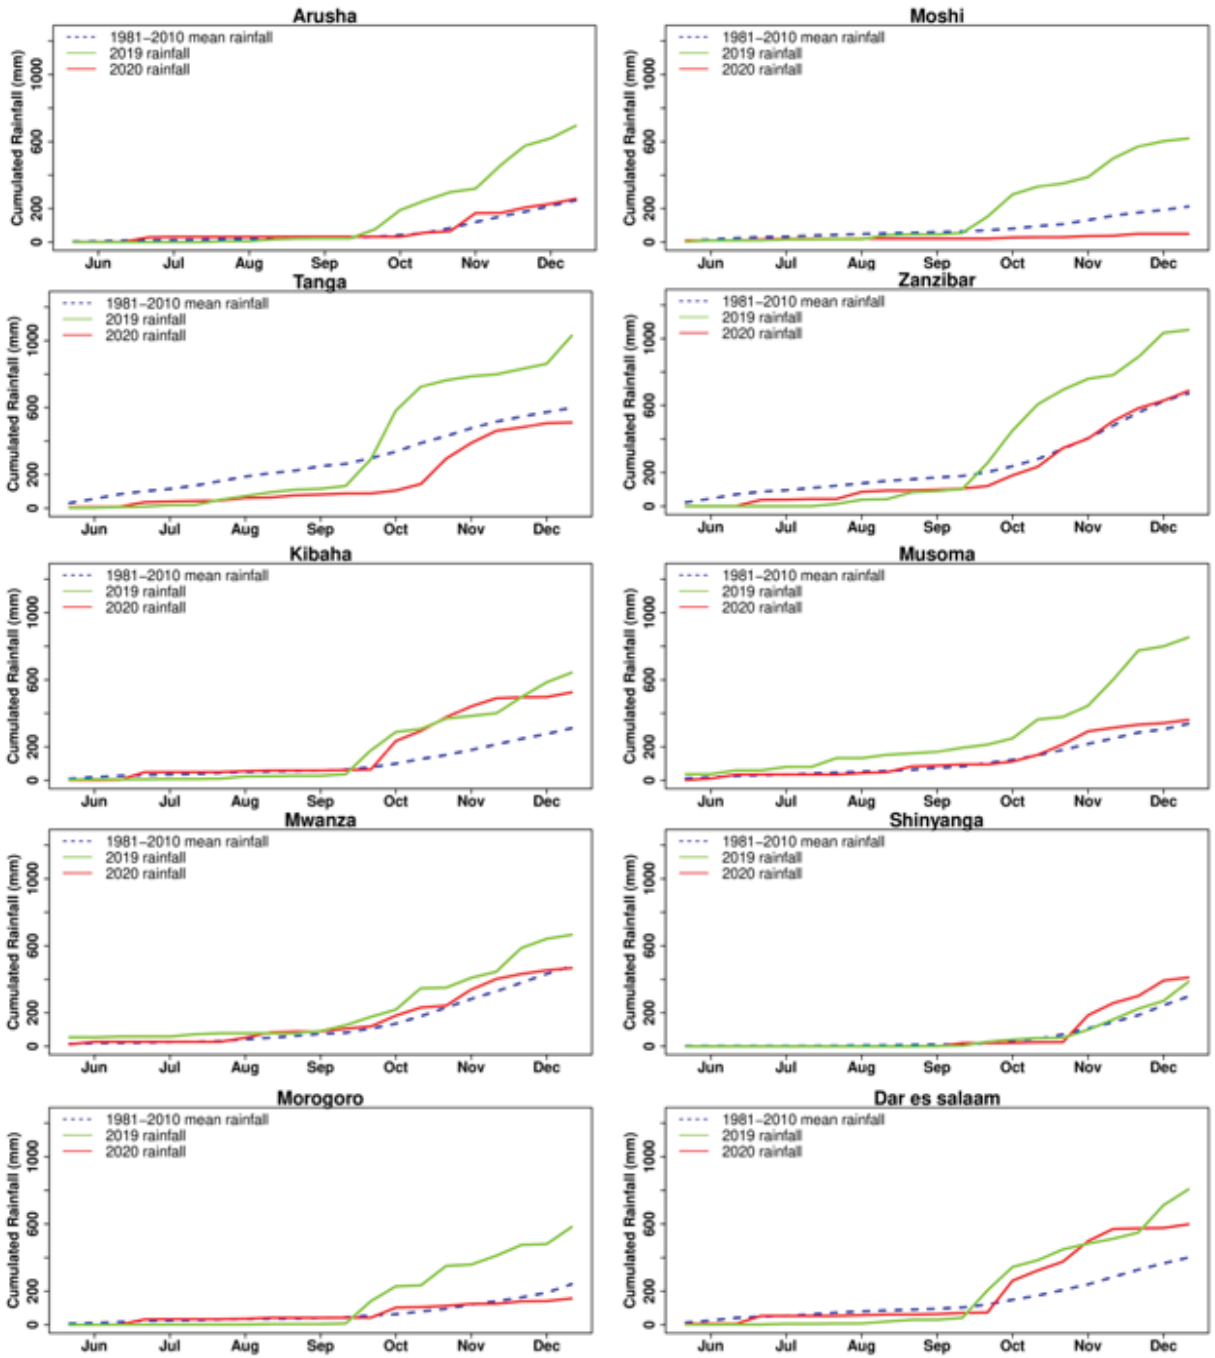 Arusha
1981-2010 mean rainfall
2019 rainfall
2020 rainfall
Cumulated Rainfall (mm)
1000
600
200
0
Jun Jul Aug Sep Oct Nov Dec
Moshi
1981-2010 mean rainfall
2019 rainfall
2020 rainfall
Cumulated Rainfall (mm)
1000
600
200
0
Jun Jul Aug Sep Oct Nov Dec
Tanga
1981-2010 mean rainfall
2019 rainfall
2020 rainfall
Cumulated Rainfall (mm)
1000
600
200
0
Jun Jul Aug Sep Oct Nov Dec
Zanzibar
1981-2010 mean rainfall
2019 rainfall
2020 rainfall
Cumulated Rainfall (mm)
1000
600
200
0
Jun Jul Aug Sep Oct Nov Dec
Kibaha
1981-2010 mean rainfall
2019 rainfall
2020 rainfall
Cumulated Rainfall (mm)
1000
600
200
0
Jun Jul Aug Sep Oct Nov Dec
Musoma
1981-2010 mean rainfall
2019 rainfall
2020 rainfall
Cumulated Rainfall (mm)
1000
600
200
0
Jun Jul Aug Sep Oct Nov Dec
Mwanza
1981-2010 mean rainfall
2019 rainfall
2020 rainfall
Cumulated Rainfall (mm)
1000
600
200
0
Jun Jul Aug Sep Oct Nov Dec
Shinyanga
1981-2010 mean rainfall
2019 rainfall
2020 rainfall
Cumulated Rainfall (mm)
1000
600
200
0
Jun Jul Aug Sep Oct Nov Dec
Morogoro
1981-2010 mean rainfall
2019 rainfall
2020 rainfall
Cumulated Rainfall (mm)
1000
600
200
0
Jun Jul Aug Sep Oct Nov Dec
Dar es salaam
1981-2010 mean rainfall
2019 rainfall
2020 rainfall
Cumulated Rainfall (mm)
1000
600
200
0
Jun Jul Aug Sep Oct Nov Dec